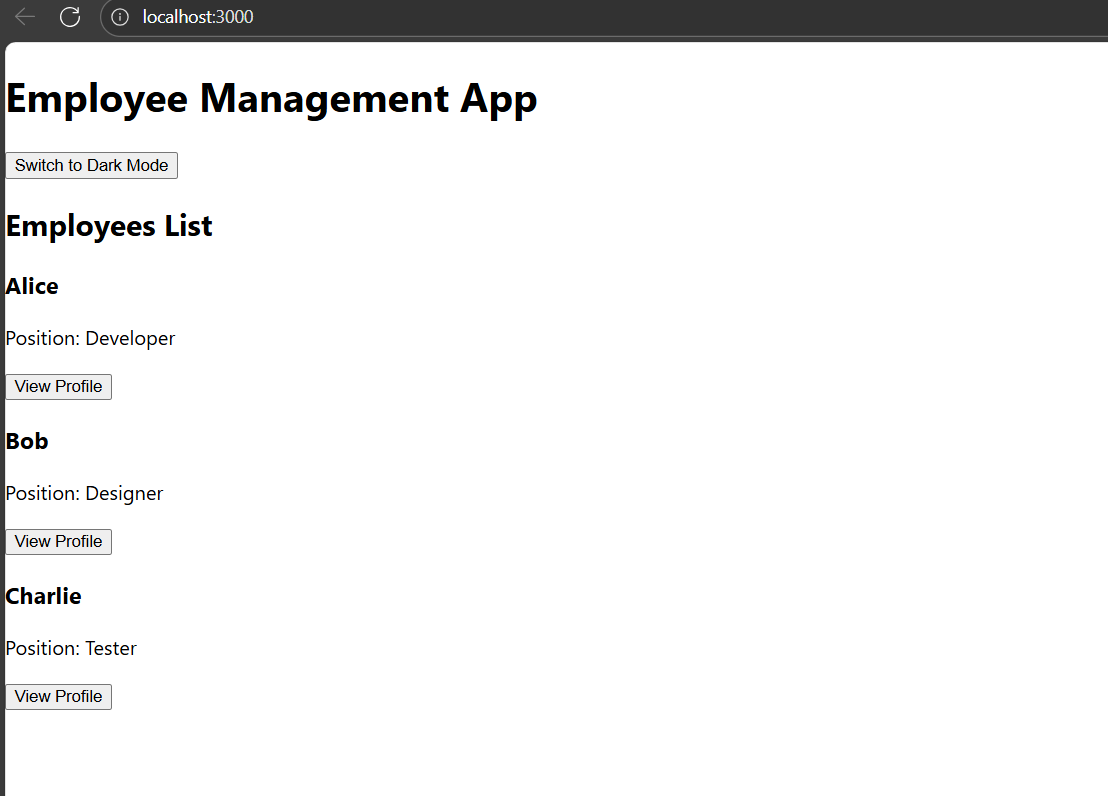 localhost:3000
Employee Management App
Switch to Dark Mode
Employees List
Alice
Position: Developer
View Profile
Bob
Position: Designer
View Profile
Charlie
Position: Tester
View Profile